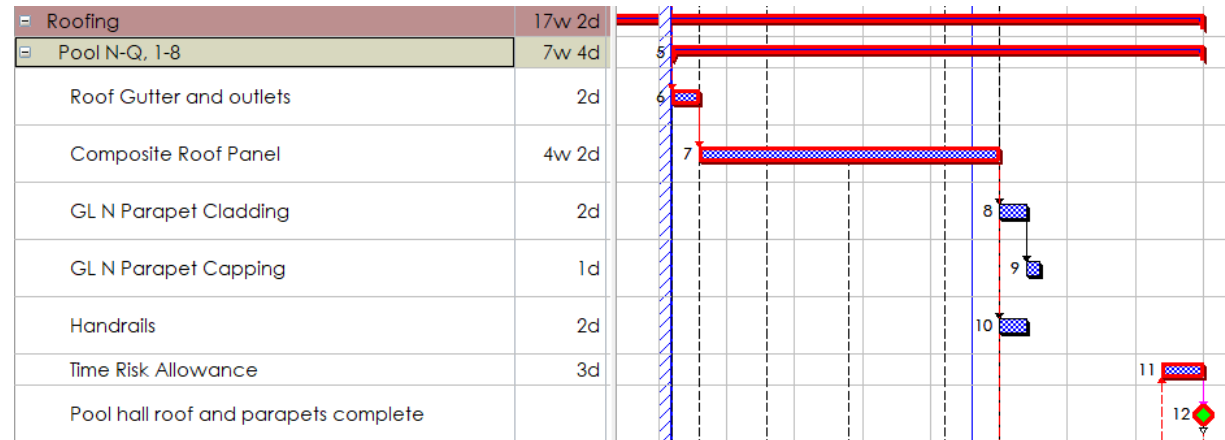 Roofing 17w 2d
Pool N-Q, 1-8 7w 4d 5
Roof Gutter and outlets 2d 6
Composite Roof Panel 4w 2d 7
GL N Parapet Cladding 2d 8
GL N Parapet Capping 1d 9
Handrails 2d 10
Time Risk Allowance 3d 11
Pool hall roof and parapets complete 12